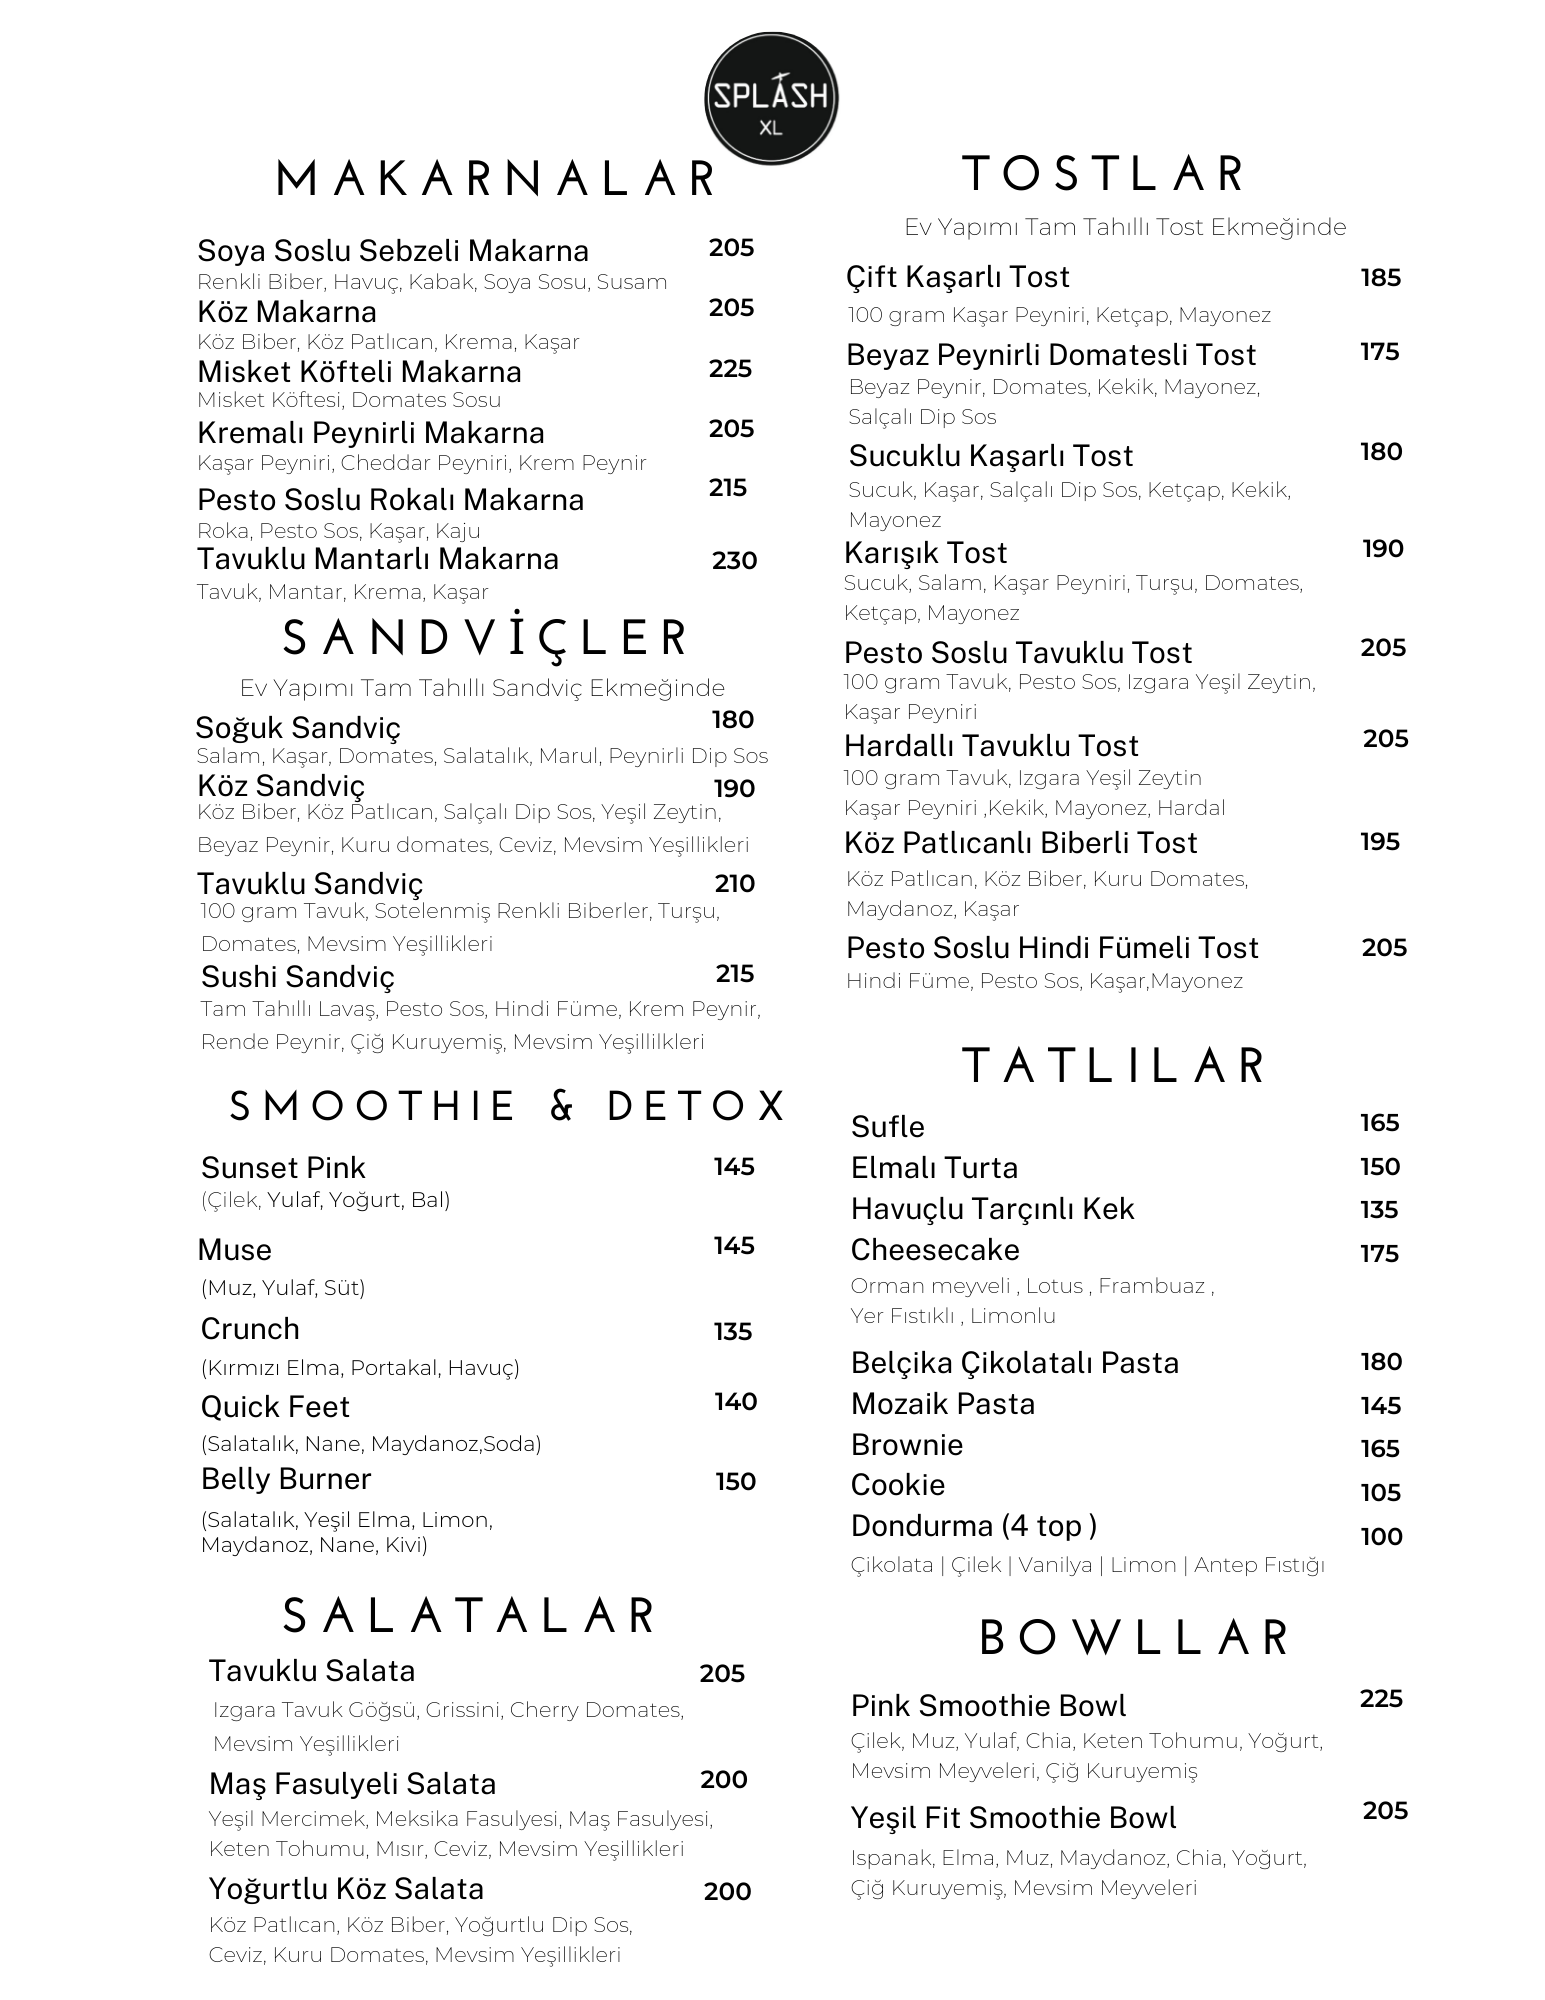 SPLASH
XL
MAKARNALAR
Soya Soslu Sebzeli Makarna 205
Renkli Biber, Havuç, Kabak, Soya Sosu, Susam
Köz Makarna 205
Köz Biber, Köz Patlıcan, Krema, Kaşar
Misket Köfteli Makarna 225
Misket Köftesi, Domates Sosu
Kremalı Peynirli Makarna 205
Kaşar Peyniri, Cheddar Peyniri, Krem Peynir
Pesto Soslu Rokalı Makarna 215
Roka, Pesto Sos, Kaşar, Kaju
Tavuklu Mantarlı Makarna 230
Tavuk, Mantar, Krema, Kaşar
SANDVİÇLER
Ev Yapımı Tam Tahıllı Sandviç Ekmeğinde
Soğuk Sandviç 180
Salam, Kaşar, Domates, Salatalık, Marul, Peynirli Dip Sos
Köz Sandviç 190
Köz Biber, Köz Patlıcan, Salçalı Dip Sos, Yeşil Zeytin,
Beyaz Peynir, Kuru domates, Ceviz, Mevsim Yeşillikleri
Tavuklu Sandviç 210
100 gram Tavuk, Sotelenmiş Renkli Biberler, Turşu,
Domates, Mevsim Yeşillikleri
Sushi Sandviç 215
Tam Tahıllı Lavaş, Pesto Sos, Hindi Füme, Krem Peynir,
Rende Peynir, Çiğ Kuruyemiş, Mevsim Yeşillilkleri
SMOOTHIE & DETOX
Sunset Pink 145
(Çilek, Yulaf, Yoğurt, Bal)
Muse 145
(Muz, Yulaf, Süt)
Crunch 135
(Kırmızı Elma, Portakal, Havuç)
Quick Feet 140
(Salatalık, Nane, Maydanoz,Soda)
Belly Burner 150
(Salatalık, Yeşil Elma, Limon,
Maydanoz, Nane, Kivi)
SALATALAR
Tavuklu Salata 205
Izgara Tavuk Göğsü, Grissini, Cherry Domates,
Mevsim Yeşillikleri
Maş Fasulyeli Salata 200
Yeşil Mercimek, Meksika Fasulyesi, Maş Fasulyesi,
Keten Tohumu, Mısır, Ceviz, Mevsim Yeşillikleri
Yoğurtlu Köz Salata 200
Köz Patlıcan, Köz Biber, Yoğurtlu Dip Sos,
Ceviz, Kuru Domates, Mevsim Yeşillikleri
TOSTLAR
Ev Yapımı Tam Tahıllı Tost Ekmeğinde
Çift Kaşarlı Tost 185
100 gram Kaşar Peyniri, Ketçap, Mayonez
Beyaz Peynirli Domatesli Tost 175
Beyaz Peynir, Domates, Kekik, Mayonez,
Salçalı Dip Sos
Sucuklu Kaşarlı Tost 180
Sucuk, Kaşar, Salçalı Dip Sos, Ketçap, Kekik,
Mayonez
Karışık Tost 190
Sucuk, Salam, Kaşar Peyniri, Turşu, Domates,
Ketçap, Mayonez
Pesto Soslu Tavuklu Tost 205
100 gram Tavuk, Pesto Sos, Izgara Yeşil Zeytin,
Kaşar Peyniri
Hardallı Tavuklu Tost 205
100 gram Tavuk, Izgara Yeşil Zeytin
Kaşar Peyniri ,Kekik, Mayonez, Hardal
Köz Patlıcanlı Biberli Tost 195
Köz Patlıcan, Köz Biber, Kuru Domates,
Maydanoz, Kaşar
Pesto Soslu Hindi Fümeli Tost 205
Hindi Füme, Pesto Sos, Kaşar,Mayonez
TATLILAR
Sufle 165
Elmalı Turta 150
Havuçlu Tarçınlı Kek 135
Cheesecake 175
Orman meyveli , Lotus , Frambuaz ,
Yer Fıstıklı , Limonlu
Belçika Çikolatalı Pasta 180
Mozaik Pasta 145
Brownie 165
Cookie 105
Dondurma (4 top ) 100
Çikolata | Çilek | Vanilya | Limon | Antep Fıstığı
BOWLLAR
Pink Smoothie Bowl 225
Çilek, Muz, Yulaf, Chia, Keten Tohumu, Yoğurt,
Mevsim Meyveleri, Çiğ Kuruyemiş
Yeşil Fit Smoothie Bowl 205
Ispanak, Elma, Muz, Maydanoz, Chia, Yoğurt,
Çiğ Kuruyemiş, Mevsim Meyveleri